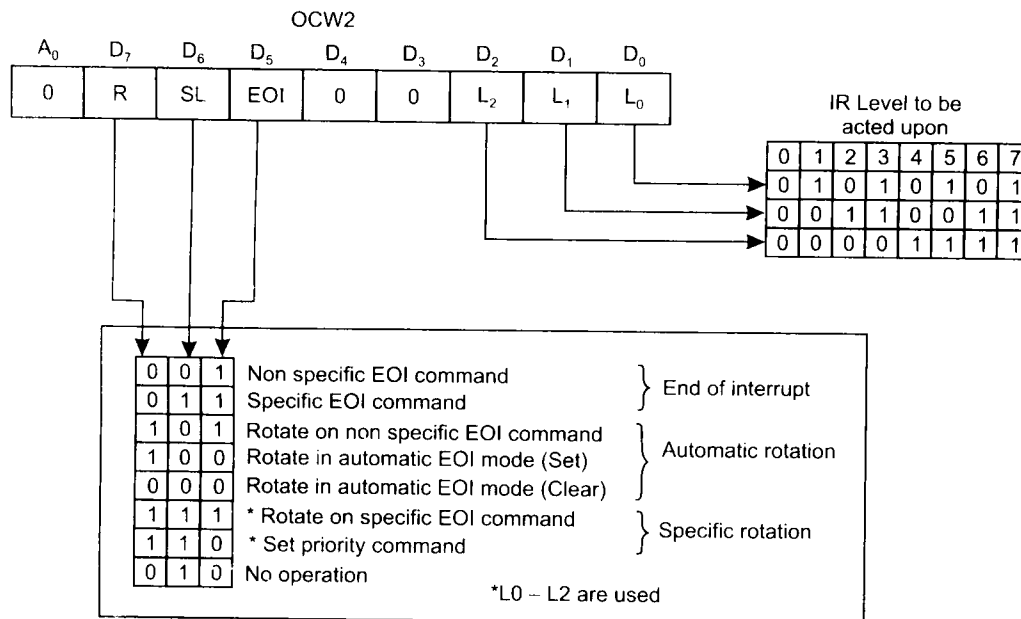 OCW2
A0 D7 D6 D5 D4 D3 D2 D1 D0
0 R SL EOI 0 0 L2 L1 L0
IR Level to be
acted upon
0 1 2 3 4 5 6 7
0 1 0 1 0 1 0 1
0 0 1 1 0 0 1 1
0 0 0 0 1 1 1 1
0 0 1 Non specific EOI command
0 1 1 Specific EOI command
End of interrupt
1 0 1 Rotate on non specific EOI command
1 0 0 Rotate in automatic EOI mode (Set)
0 0 0 Rotate in automatic EOI mode (Clear)
Automatic rotation
1 1 1 * Rotate on specific EOI command
1 1 0 * Set priority command
Specific rotation
0 1 0 No operation
*L0 – L2 are used